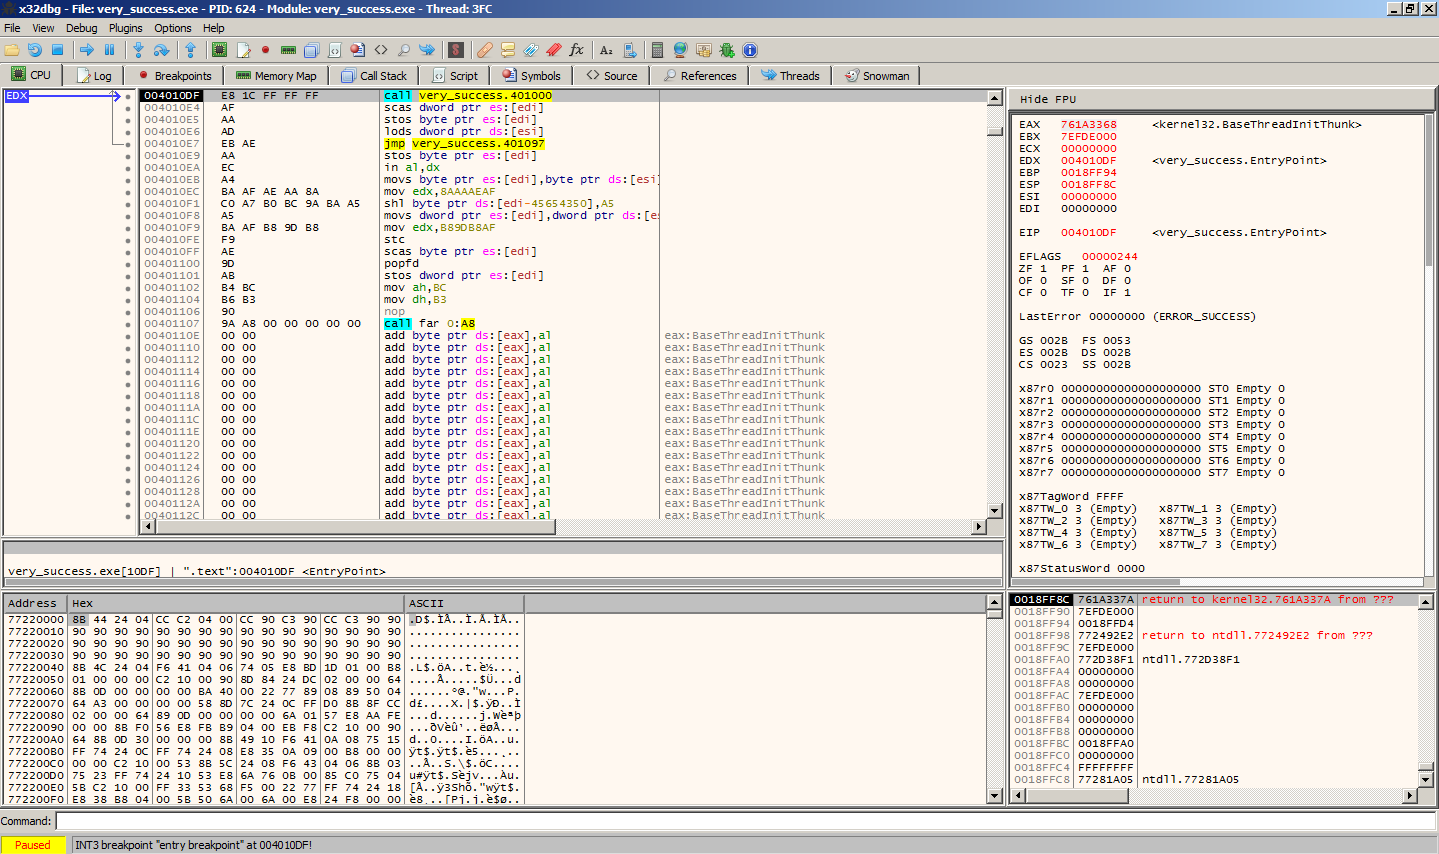 x32dbg - File: very_success.exe - PID: 624 - Module: very_success.exe - Thread: 3FC
File View Debug Plugins Options Help
CPU Log Breakpoints Memory Map Call Stack Script Symbols Source References Threads Snowman
EDX
004010DF E8 1C FF FF FF call very_success.401000
004010E4 AF scas dword ptr es:[edi]
004010E5 AA stos byte ptr es:[edi]
004010E6 AD lods dword ptr ds:[esi]
004010E7 EB AE jmp very_success.401097
004010E9 AA stos byte ptr es:[edi]
004010EA EC in al,dx
004010EB A4 movs byte ptr es:[edi],byte ptr ds:[esi]
004010EC BA AF AE AA 8A mov edx,8AAAAEAF
004010F1 C0 A7 B0 BC 9A BA A5 shl byte ptr ds:[edi-45654350],A5
004010F8 A5 movs dword ptr es:[edi],dword ptr ds:[es
004010F9 BA AF B8 9D B8 mov edx,B89DB8AF
004010FE F9 stc
004010FF AE scas byte ptr es:[edi]
00401100 9D popfd
00401101 AB stos dword ptr es:[edi]
00401102 B4 BC mov ah,BC
00401104 B6 B3 mov dh,B3
00401106 90 nop
00401107 9A A8 00 00 00 00 00 call far 0:A8
0040110E 00 00 add byte ptr ds:[eax],al eax:BaseThreadInitThunk
00401110 00 00 add byte ptr ds:[eax],al eax:BaseThreadInitThunk
00401112 00 00 add byte ptr ds:[eax],al eax:BaseThreadInitThunk
00401114 00 00 add byte ptr ds:[eax],al eax:BaseThreadInitThunk
00401116 00 00 add byte ptr ds:[eax],al eax:BaseThreadInitThunk
00401118 00 00 add byte ptr ds:[eax],al eax:BaseThreadInitThunk
0040111A 00 00 add byte ptr ds:[eax],al eax:BaseThreadInitThunk
0040111C 00 00 add byte ptr ds:[eax],al eax:BaseThreadInitThunk
0040111E 00 00 add byte ptr ds:[eax],al eax:BaseThreadInitThunk
00401120 00 00 add byte ptr ds:[eax],al eax:BaseThreadInitThunk
00401122 00 00 add byte ptr ds:[eax],al eax:BaseThreadInitThunk
00401124 00 00 add byte ptr ds:[eax],al eax:BaseThreadInitThunk
00401126 00 00 add byte ptr ds:[eax],al eax:BaseThreadInitThunk
00401128 00 00 add byte ptr ds:[eax],al eax:BaseThreadInitThunk
0040112A 00 00 add byte ptr ds:[eax],al eax:BaseThreadInitThunk
0040112C 00 00 add byte ptr ds:[eax],al eax:BaseThreadInitThunk
very_success.exe[10DF] | ".text":004010DF <EntryPoint>
Hide FPU
EAX 761A3368 <kernel32.BaseThreadInitThunk>
EBX 7EFDE000
ECX 00000000
EDX 004010DF <very_success.EntryPoint>
EBP 0018FF94
ESP 0018FF8C
ESI 00000000
EDI 00000000
EIP 004010DF <very_success.EntryPoint>
EFLAGS 00000244
ZF 1 PF 1 AF 0
OF 0 SF 0 DF 0
CF 0 TF 0 IF 1
LastError 00000000 (ERROR_SUCCESS)
GS 002B FS 0053
ES 002B DS 002B
CS 0023 SS 002B
x87r0 00000000000000000000 ST0 Empty 0
x87r1 00000000000000000000 ST1 Empty 0
x87r2 00000000000000000000 ST2 Empty 0
x87r3 00000000000000000000 ST3 Empty 0
x87r4 00000000000000000000 ST4 Empty 0
x87r5 00000000000000000000 ST5 Empty 0
x87r6 00000000000000000000 ST6 Empty 0
x87r7 00000000000000000000 ST7 Empty 0
x87TagWord FFFF
x87TW_0 3 (Empty) x87TW_1 3 (Empty)
x87TW_2 3 (Empty) x87TW_3 3 (Empty)
x87TW_4 3 (Empty) x87TW_5 3 (Empty)
x87TW_6 3 (Empty) x87TW_7 3 (Empty)
x87StatusWord 0000
Address Hex ASCII
77220000 8B 44 24 04 CC C2 04 00 CC 90 C3 90 CC C3 90 90 .D$.ÌÂ..Ì.Ã.ÌÃ..
77220010 90 90 90 90 90 90 90 90 90 90 90 90 90 90 90 90 ................
77220020 90 90 90 90 90 90 90 90 90 90 90 90 90 90 90 90 ................
77220030 90 90 90 90 90 90 90 90 90 90 90 90 90 90 90 90 ................
77220040 8B 4C 24 04 F6 41 04 06 74 05 E8 BD 1D 01 00 B8 .L$.öA..t.è½...¸
77220050 01 00 00 00 C2 10 00 90 8D 84 24 DC 02 00 00 64 ....Â.....$Ü...d
77220060 8B 0D 00 00 00 00 BA 40 00 22 77 89 08 89 50 04 ......º@."w...P.
77220070 64 A3 00 00 00 00 58 8D 7C 24 0C FF D0 8B 8F CC d£....X.|$.ÿÐ..Ì
77220080 02 00 00 64 89 0D 00 00 00 00 6A 01 57 E8 AA FE ...d......j.Wèªþ
77220090 00 00 8B F0 56 E8 FB B9 04 00 EB F8 C2 10 00 90 ...ðVèû¹..ëøÂ...
772200A0 64 8B 0D 30 00 00 00 8B 49 10 F6 41 0A 08 75 15 d..0....I.öA..u.
772200B0 FF 74 24 0C FF 74 24 08 E8 35 0A 09 00 B8 00 00 ÿt$.ÿt$.è5...¸..
772200C0 00 00 C2 10 00 53 8B 5C 24 08 F6 43 04 06 8B 03 ..Â..S.\$.öC....
772200D0 75 23 FF 74 24 10 53 E8 6A 76 0B 00 85 C0 75 04 u#ÿt$.Sèjv...Àu.
772200E0 5B C2 10 00 FF 33 53 68 F5 00 22 77 FF 74 24 18 [Â..ÿ3Shõ."wÿt$.
772200F0 E8 38 B8 04 00 5B 50 6A 00 6A 00 E8 24 F8 00 00 è8¸..[Pj.j.è$ø..
0018FF8C 761A337A return to kernel32.761A337A from ???
0018FF90 7EFDE000
0018FF94 0018FFD4
0018FF98 772492E2 return to ntdll.772492E2 from ???
0018FF9C 7EFDE000
0018FFA0 772D38F1 ntdll.772D38F1
0018FFA4 00000000
0018FFA8 00000000
0018FFAC 7EFDE000
0018FFB0 00000000
0018FFB4 00000000
0018FFB8 00000000
0018FFBC 0018FFA0
0018FFC0 00000000
0018FFC4 FFFFFFFF
0018FFC8 77281A05 ntdll.77281A05
Command:
Paused INT3 breakpoint "entry breakpoint" at 004010DF!